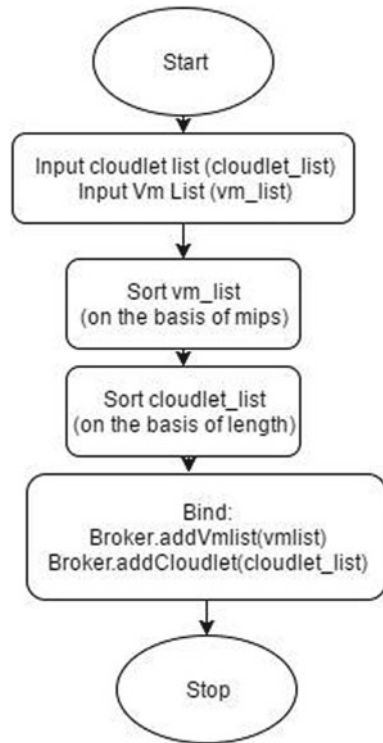 Start
Input cloudlet list (cloudlet_list)
Input Vm List (vm_list)
Sort vm_list
(on the basis of mips)
Sort cloudlet_list
(on the basis of length)
Bind:
Broker.addVmlist(vmlist)
Broker.addCloudlet(cloudlet_list)
Stop